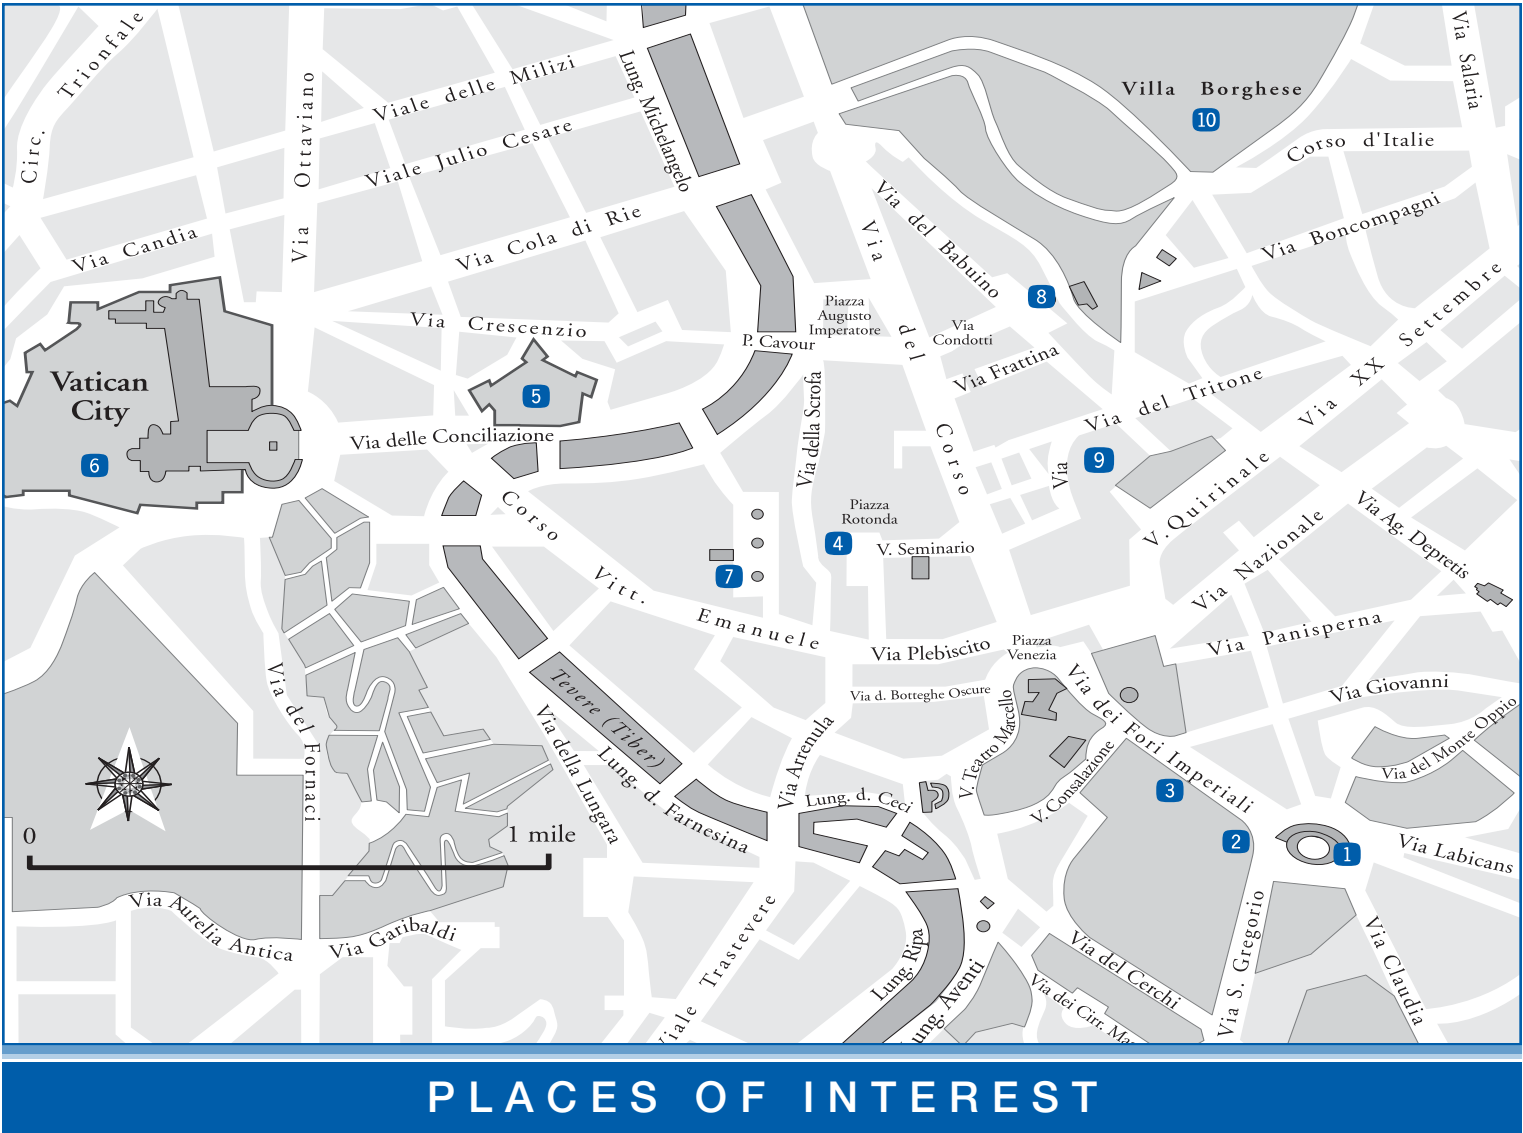 Circ. Trionfale
Via Ottaviano
Viale delle Milizi
Lung. Michelangelo
Viale Julio Cesare
Via Candia
Via Cola di Rie
Villa Borghese
10
Via Salaria
Corso d'Italie
Via Boncompagni
Via del Babuino
Via del Corso
8
Piazza
Augusto
Imperatore
Via
Condotti
Via Crescenzio
P. Cavour
Via Frattina
Via XX Settembre
Vatican
City
5
Via della Scrofa
Via del Tritone
Via delle Conciliazione
6
9
Via
V. Quirinale
Corso Vitt. Emanuele
Piazza
Rotonda
4
V. Seminario
7
Via Nazionale
Via Ag. Depretis
Via Panisperna
Via Plebiscito
Piazza
Venezia
Via d. Botteghe Oscure
Via Giovanni
Via del Fornaci
Tevere (Tiber)
Via dei Fori Imperiali
V. Teatro Marcello
Via del Monte Oppio
Via della Lungara
Lung. d. Farnesina
Via Arrenula
Lung. d. Ceci
V. Consalazione
3
0
1 mile
2
1
Via Labicans
Via Aurelia Antica
Via Garibaldi
Viale Trastevere
Lung. Ripa
Lung. Aventi
Via del Cerchi
Via dei Cirr. Ma
Via S. Gregorio
Via Claudia
PLACES OF INTEREST